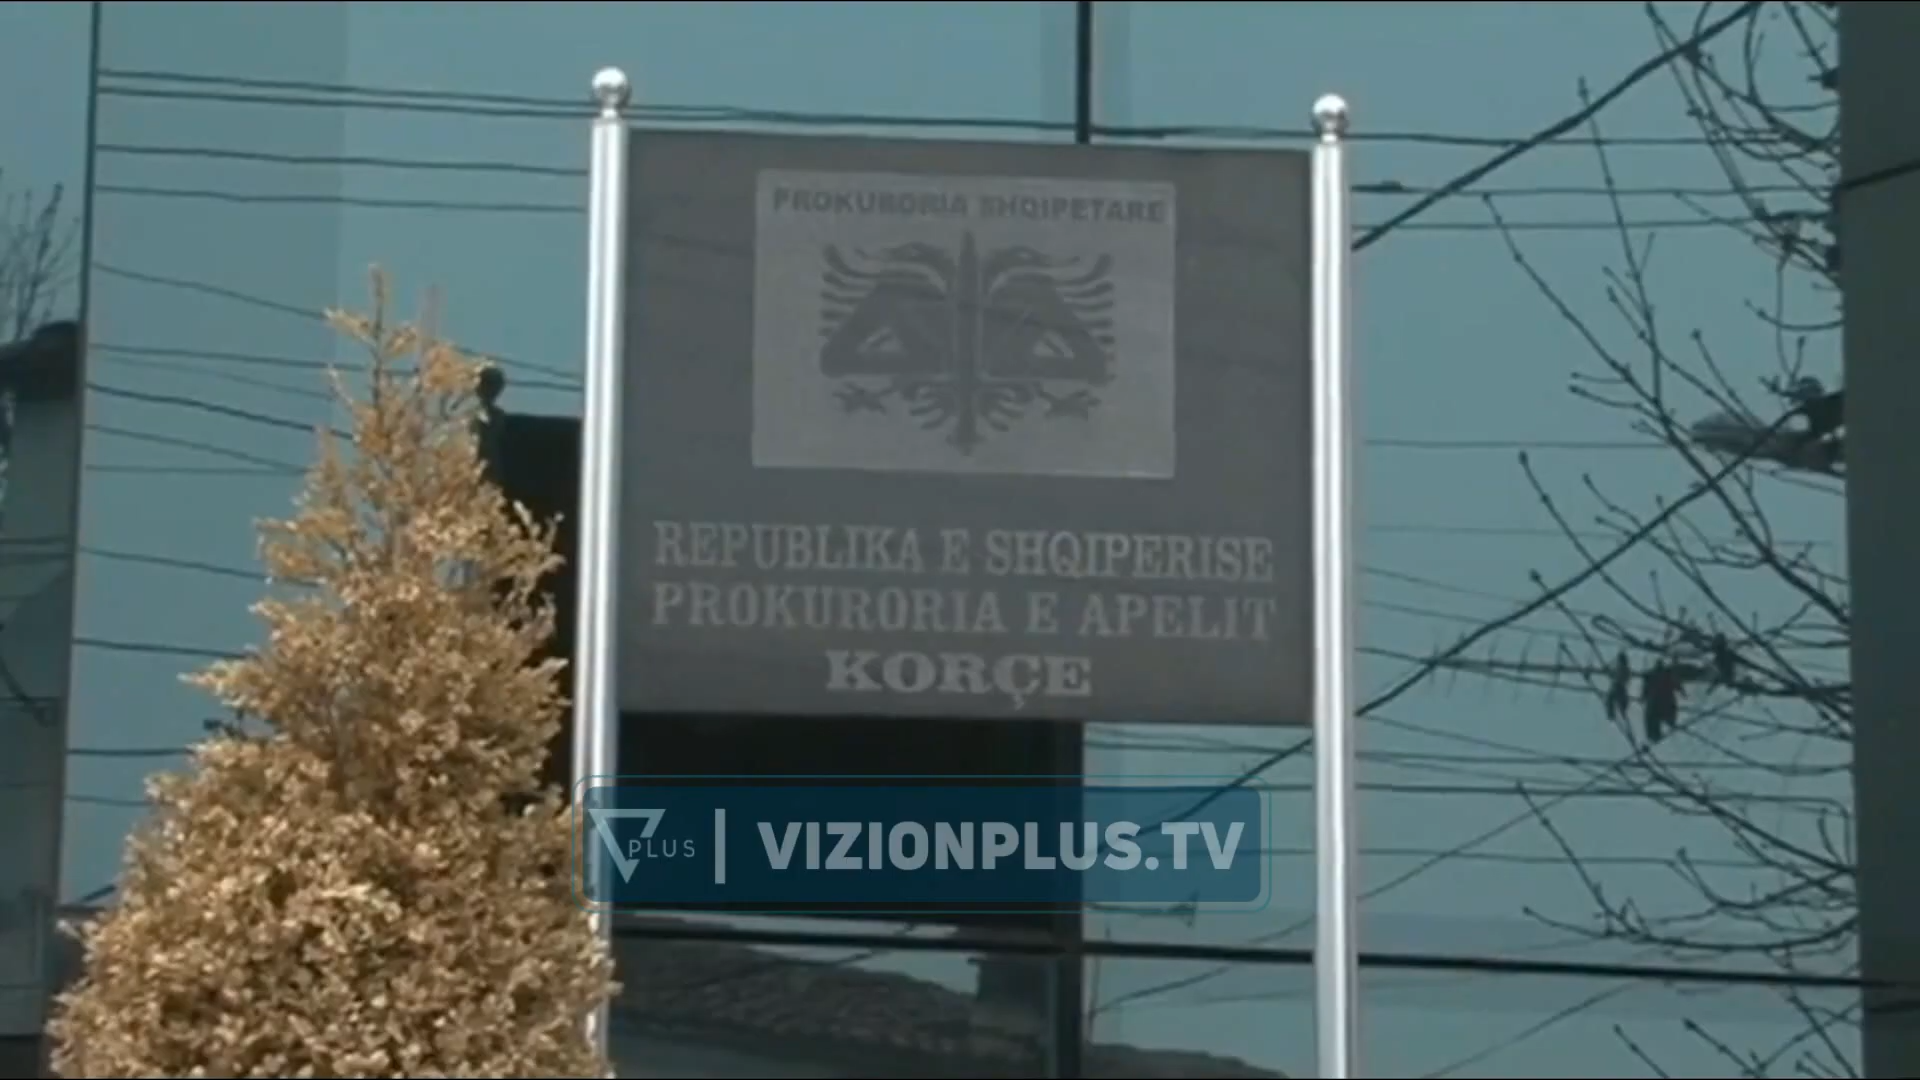 PROKURORIA SHQIPETARE
REPUBLIKA E SHQIPERISE
PROKURORIA E APELIT
KORÇE
PLUS | VIZIONPLUS.TV